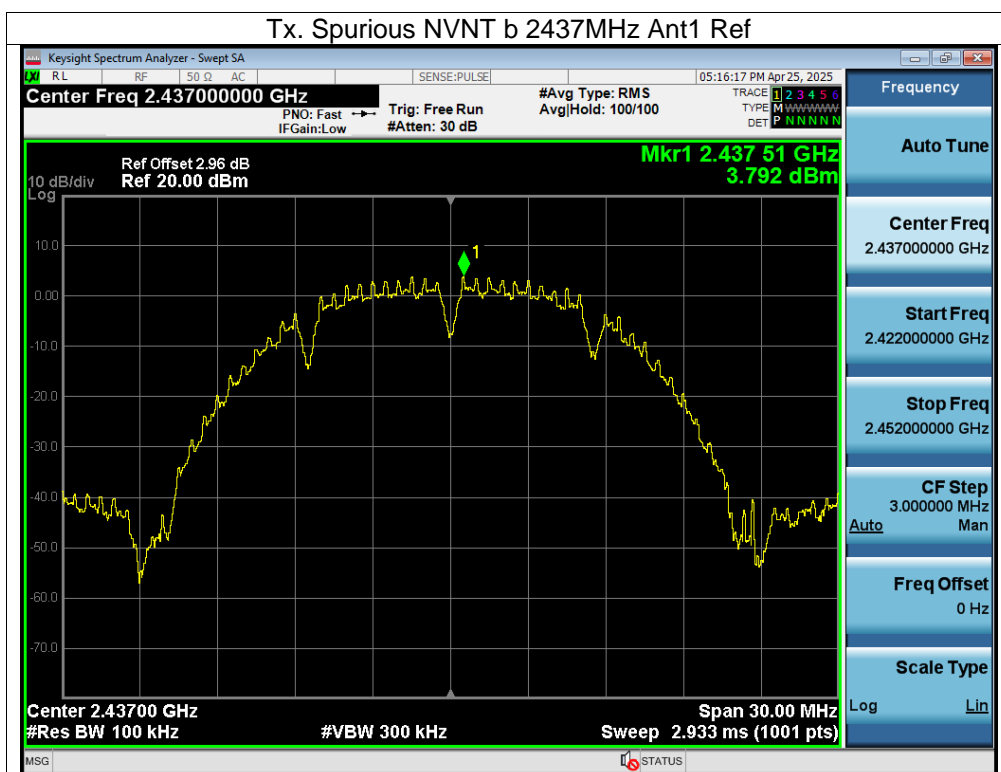 Tx. Spurious NVNT b 2437MHz Ant1 Ref
Keysight Spectrum Analyzer - Swept SA
LXI RL RF 50 Ω AC SENSE:PULSE 05:16:17 PM Apr 25, 2025
Center Freq 2.437000000 GHz
PNO: Fast
IFGain:Low
Trig: Free Run
#Atten: 30 dB
#Avg Type: RMS
Avg|Hold: 100/100
TRACE 1 2 3 4 5 6
TYPE M W W W W W
DET P N N N N N
Mkr1 2.437 51 GHz
3.792 dBm
Ref Offset 2.96 dB
10 dB/div Ref 20.00 dBm
Log
10.0
0.00
-10.0
-20.0
-30.0
-40.0
-50.0
-60.0
-70.0
1
Center 2.43700 GHz Span 30.00 MHz
#Res BW 100 kHz #VBW 300 kHz Sweep 2.933 ms (1001 pts)
MSG STATUS
Frequency
Auto Tune
Center Freq
2.437000000 GHz
Start Freq
2.422000000 GHz
Stop Freq
2.452000000 GHz
CF Step
3.000000 MHz
Auto Man
Freq Offset
0 Hz
Scale Type
Log Lin